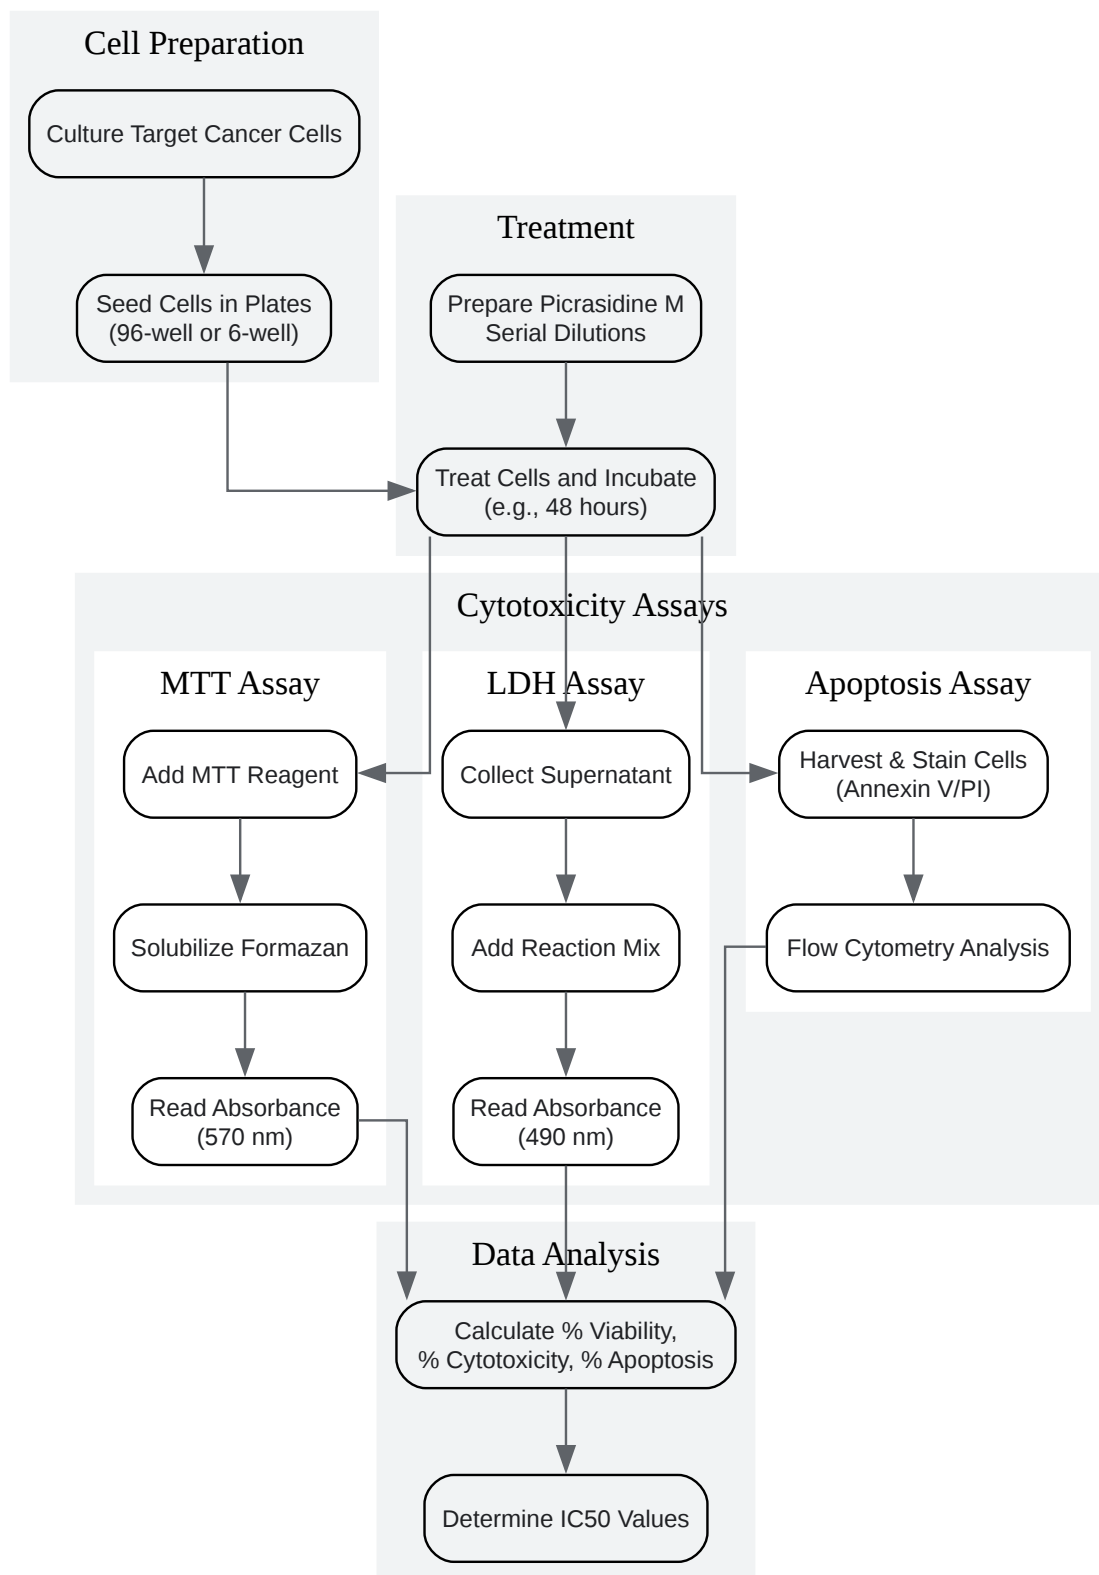 Cell Preparation
Culture Target Cancer Cells
Seed Cells in Plates
(96-well or 6-well)
Treatment
Prepare Picrasidine M
Serial Dilutions
Treat Cells and Incubate
(e.g., 48 hours)
Cytotoxicity Assays
MTT Assay
Add MTT Reagent
Solubilize Formazan
Read Absorbance
(570 nm)
LDH Assay
Collect Supernatant
Add Reaction Mix
Read Absorbance
(490 nm)
Apoptosis Assay
Harvest & Stain Cells
(Annexin V/PI)
Flow Cytometry Analysis
Data Analysis
Calculate % Viability,
% Cytotoxicity, % Apoptosis
Determine IC50 Values